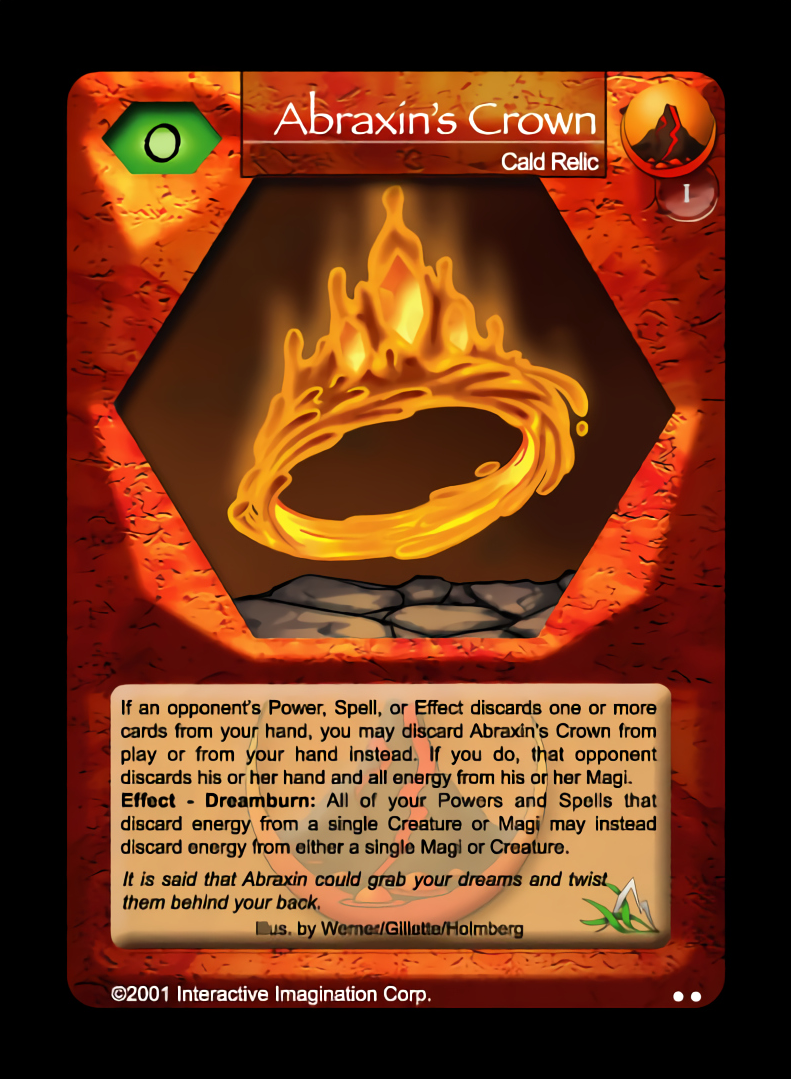 0
Abraxin's Crown
Cald Relic
I
If an opponent's Power, Spell, or Effect discards one or more
cards from your hand, you may discard Abraxin's Crown from
play or from your hand instead. If you do, that opponent
discards his or her hand and all energy from his or her Magi.
Effect - Dreamburn: All of your Powers and Spells that
discard energy from a single Creature or Magi may instead
discard energy from either a single Magi or Creature.
It is said that Abraxin could grab your dreams and twist
them behind your back.
Illus. by Werner/Gillette/Holmberg
©2001 Interactive Imagination Corp.